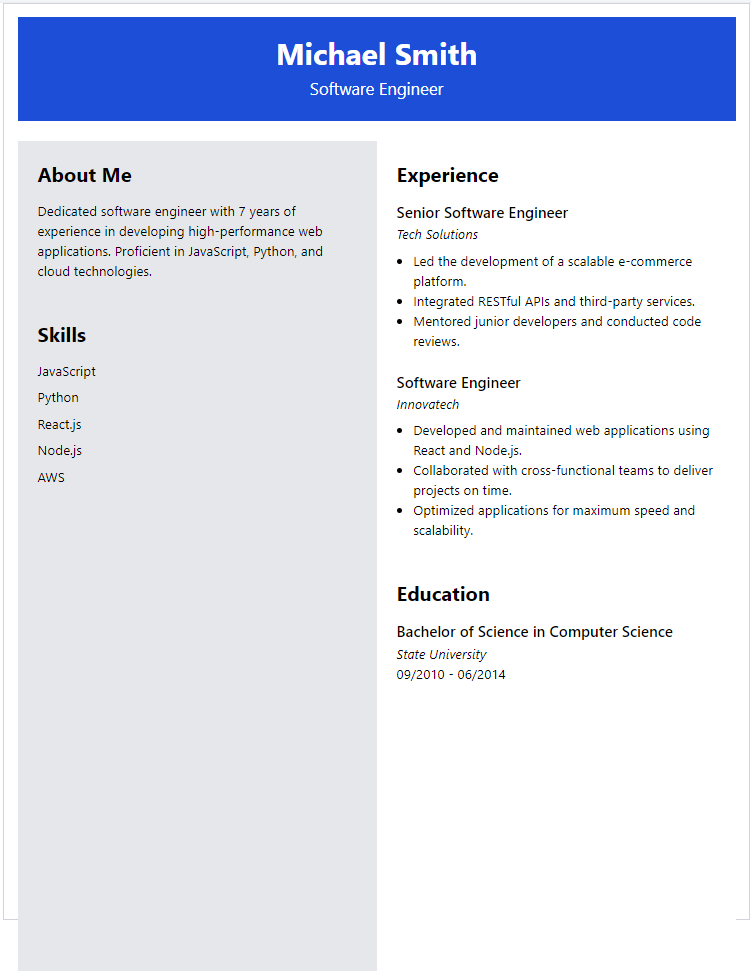 Michael Smith
Software Engineer
About Me
Dedicated software engineer with 7 years of
experience in developing high-performance web
applications. Proficient in JavaScript, Python, and
cloud technologies.
Skills
JavaScript
Python
React.js
Node.js
AWS
Experience
Senior Software Engineer
Tech Solutions
• Led the development of a scalable e-commerce
platform.
• Integrated RESTful APIs and third-party services.
• Mentored junior developers and conducted code
reviews.
Software Engineer
Innovatech
• Developed and maintained web applications using
React and Node.js.
• Collaborated with cross-functional teams to deliver
projects on time.
• Optimized applications for maximum speed and
scalability.
Education
Bachelor of Science in Computer Science
State University
09/2010 - 06/2014